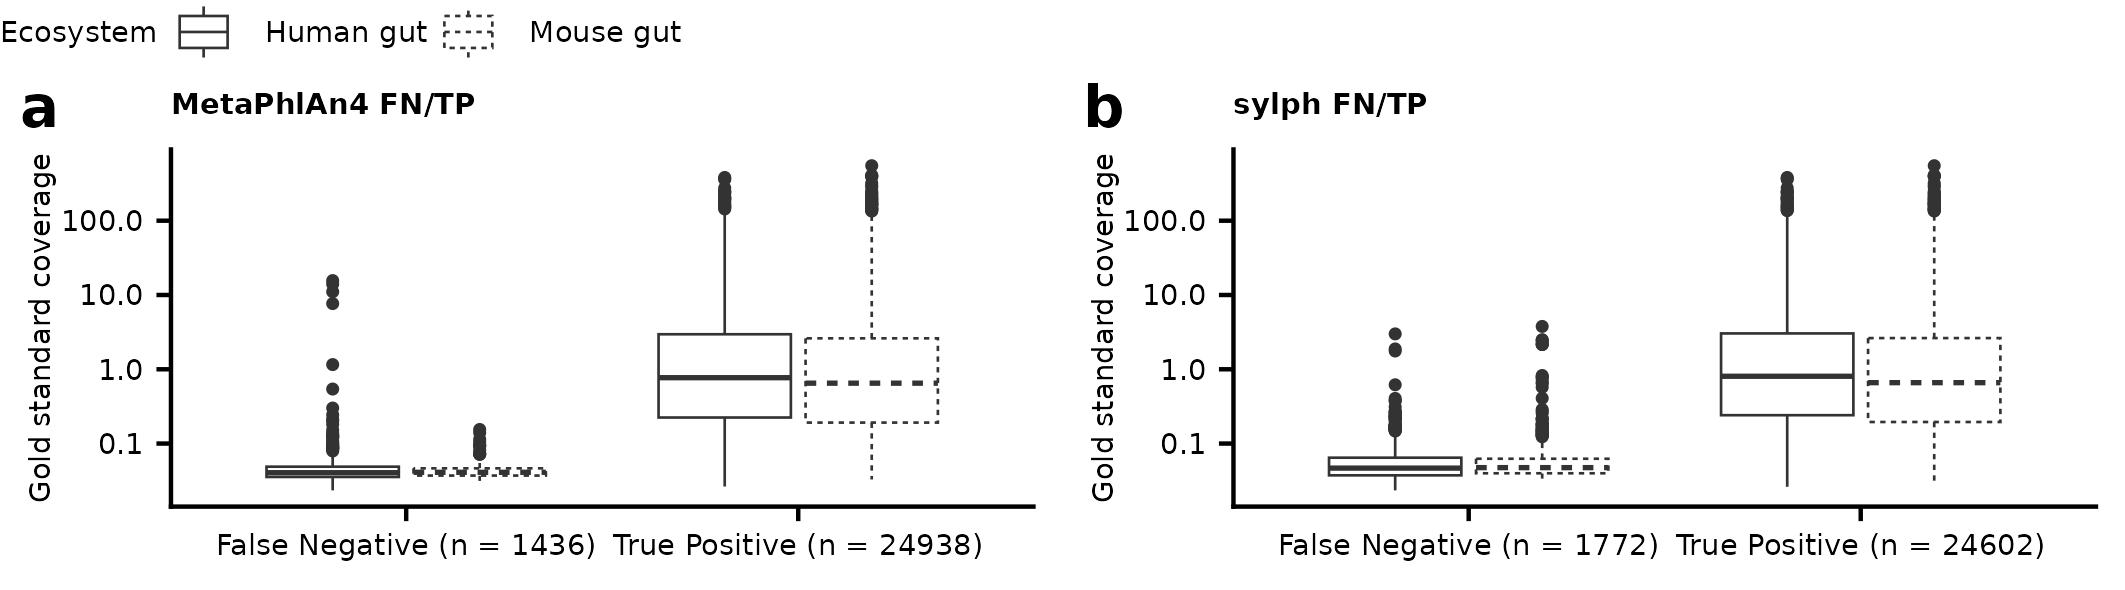 Ecosystem Human gut Mouse gut
a MetaPhlAn4 FN/TP
Gold standard coverage
100.0
10.0
1.0
0.1
False Negative (n = 1436) True Positive (n = 24938)
b sylph FN/TP
Gold standard coverage
100.0
10.0
1.0
0.1
False Negative (n = 1772) True Positive (n = 24602)